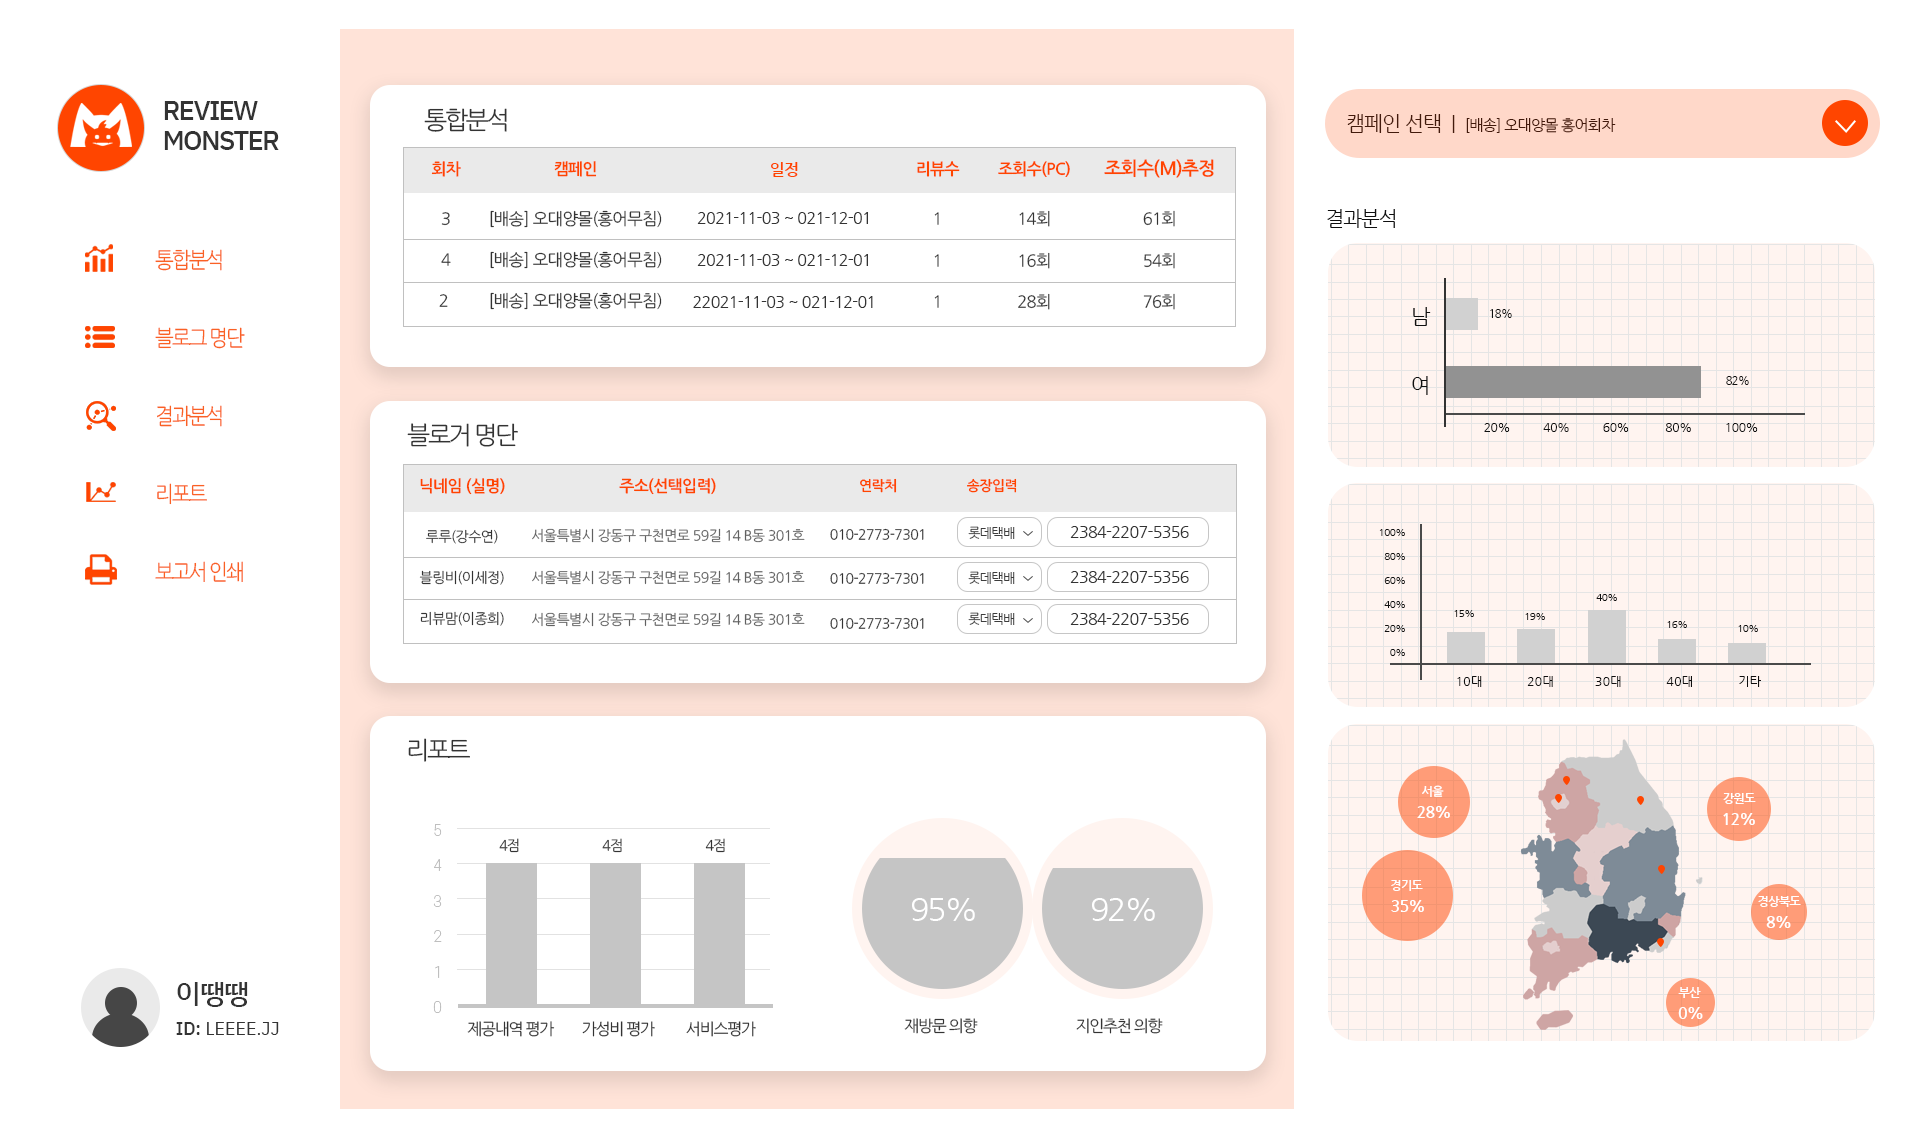 REVIEW
MONSTER
통합분석
블로그 명단
결과분석
리포트
보고서 인쇄
이땡땡
ID: LEEEE.JJ
통합분석
회차 캠페인 일정 리뷰수 조회수(PC) 조회수(M)추정
3 [배송] 오대양몰(홍어무침) 2021-11-03 ~ 021-12-01 1 14회 61회
4 [배송] 오대양몰(홍어무침) 2021-11-03 ~ 021-12-01 1 16회 54회
2 [배송] 오대양몰(홍어무침) 22021-11-03 ~ 021-12-01 1 28회 76회
블로거 명단
닉네임 (실명) 주소(선택입력) 연락처 송장입력
루루(강수연) 서울특별시 강동구 구천면로 59길 14 B동 301호 010-2773-7301 롯데택배 2384-2207-5356
블링비(이세정) 서울특별시 강동구 구천면로 59길 14 B동 301호 010-2773-7301 롯데택배 2384-2207-5356
리뷰맘(이종희) 서울특별시 강동구 구천면로 59길 14 B동 301호 010-2773-7301 롯데택배 2384-2207-5356
리포트
5
4
3
2
1
0
4점 4점 4점
제공내역 평가 가성비 평가 서비스평가
95%
재방문 의향
92%
지인추천 의향
캠페인 선택 | [배송] 오대양몰 홍어회차
결과분석
남 18%
여 82%
20% 40% 60% 80% 100%
100%
80%
60%
40%
20%
0%
15% 19% 40% 16% 10%
10대 20대 30대 40대 기타
서울
28%
경기도
35%
강원도
12%
경상북도
8%
부산
0%